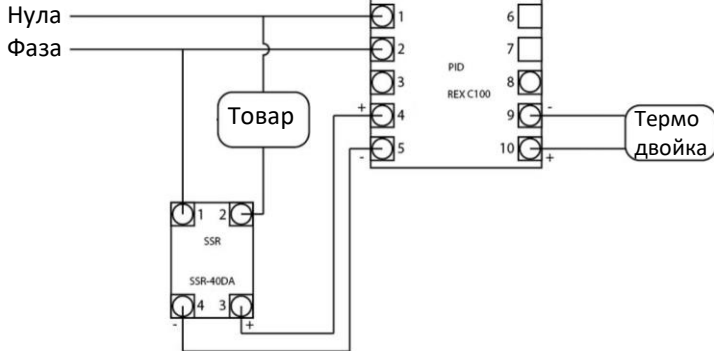 Нула
Фаза
1
2
3
+ 4
- 5
6
7
8
9 -
10 +
PID
REX C100
Товар
Термо
двойка
1 2
SSR
SSR-40DA
4 3
- +